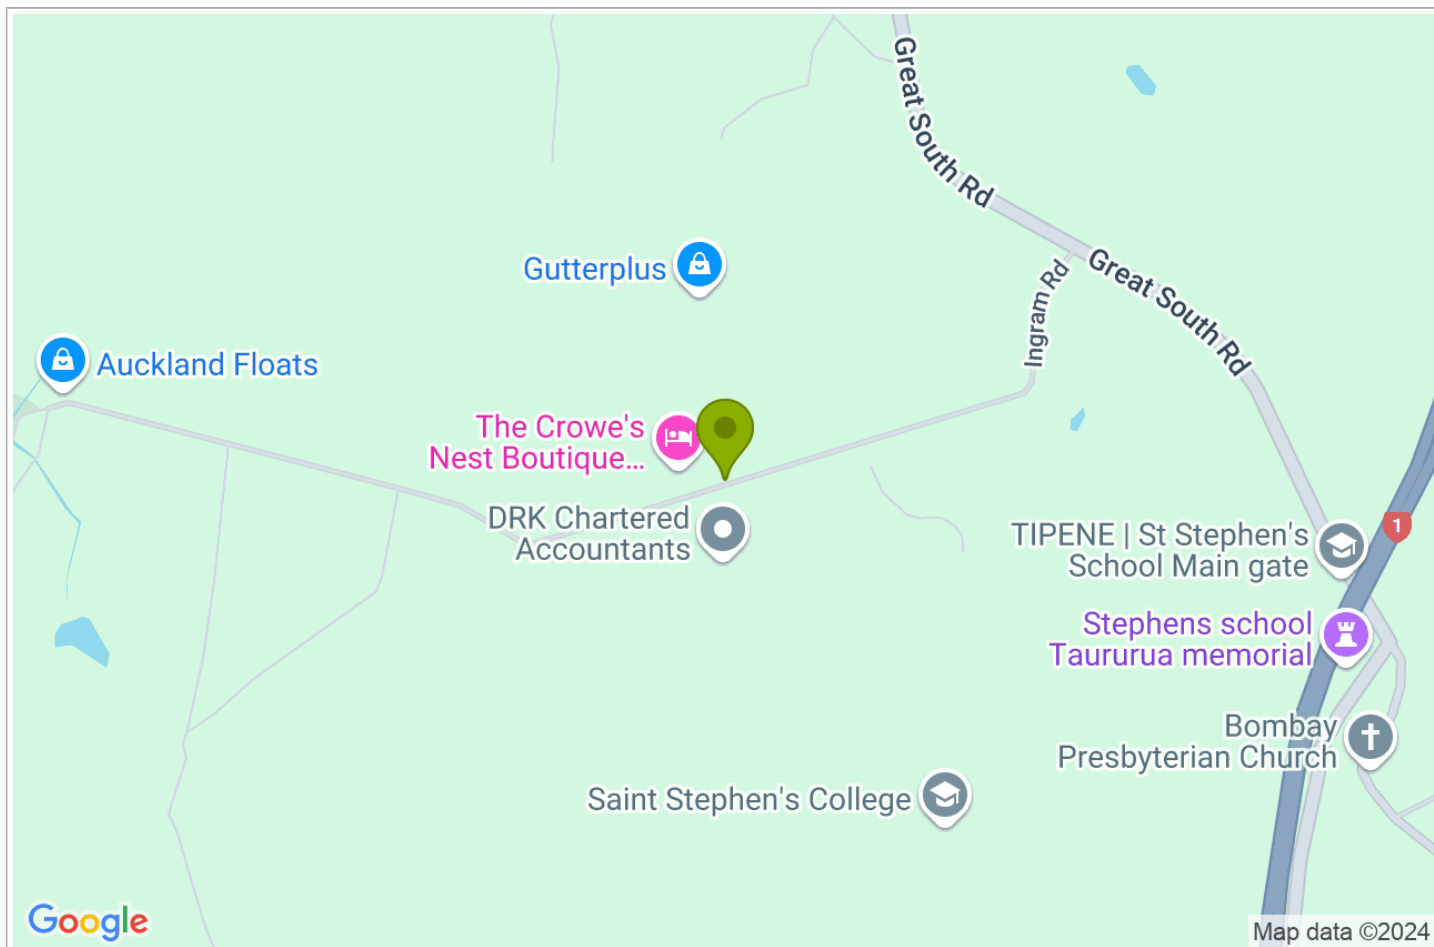 Great South Rd
Great South Rd
Ingram Rd
Gutterplus
Auckland Floats
The Crowe's
Nest Boutique...
DRK Chartered
Accountants
1
TIPENE | St Stephen's
School Main gate
Stephens school
Taururua memorial
Bombay
Presbyterian Church
Saint Stephen's College
Google
Map data ©2024